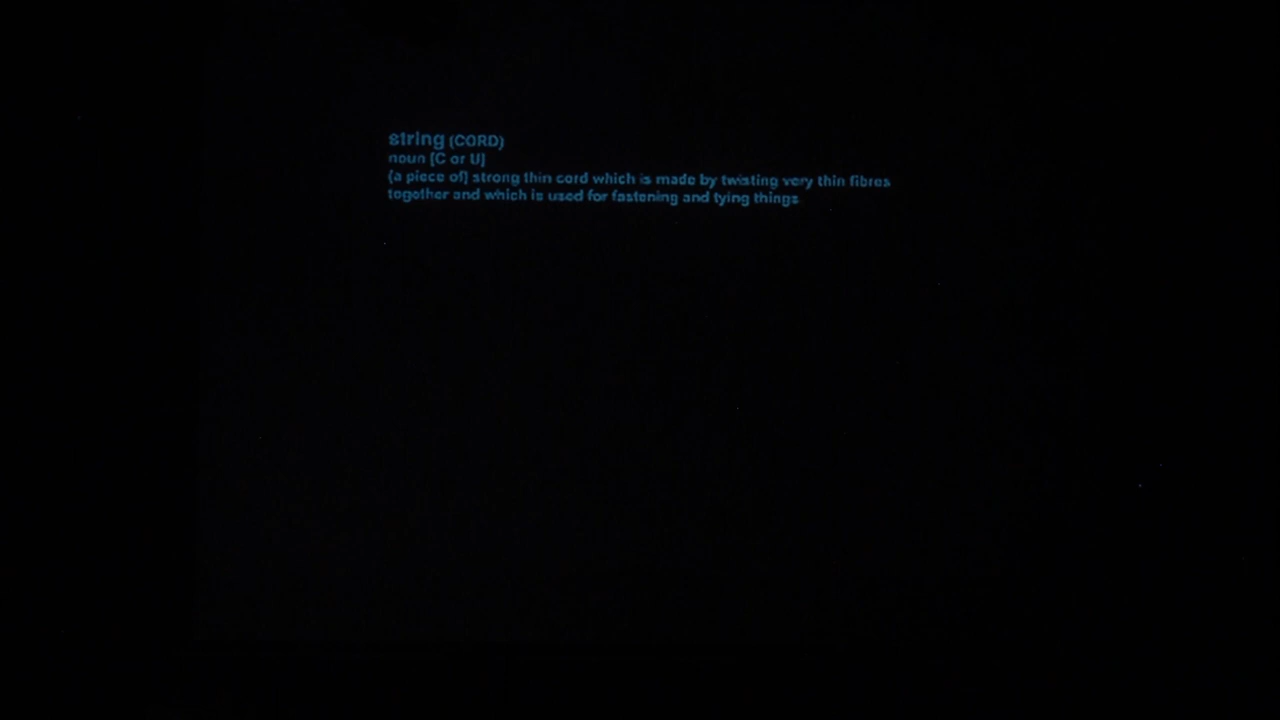 string (CORD)
noun [C or U]
(a piece of) strong thin cord which is made by twisting very thin fibres
together and which is used for fastening and tying things